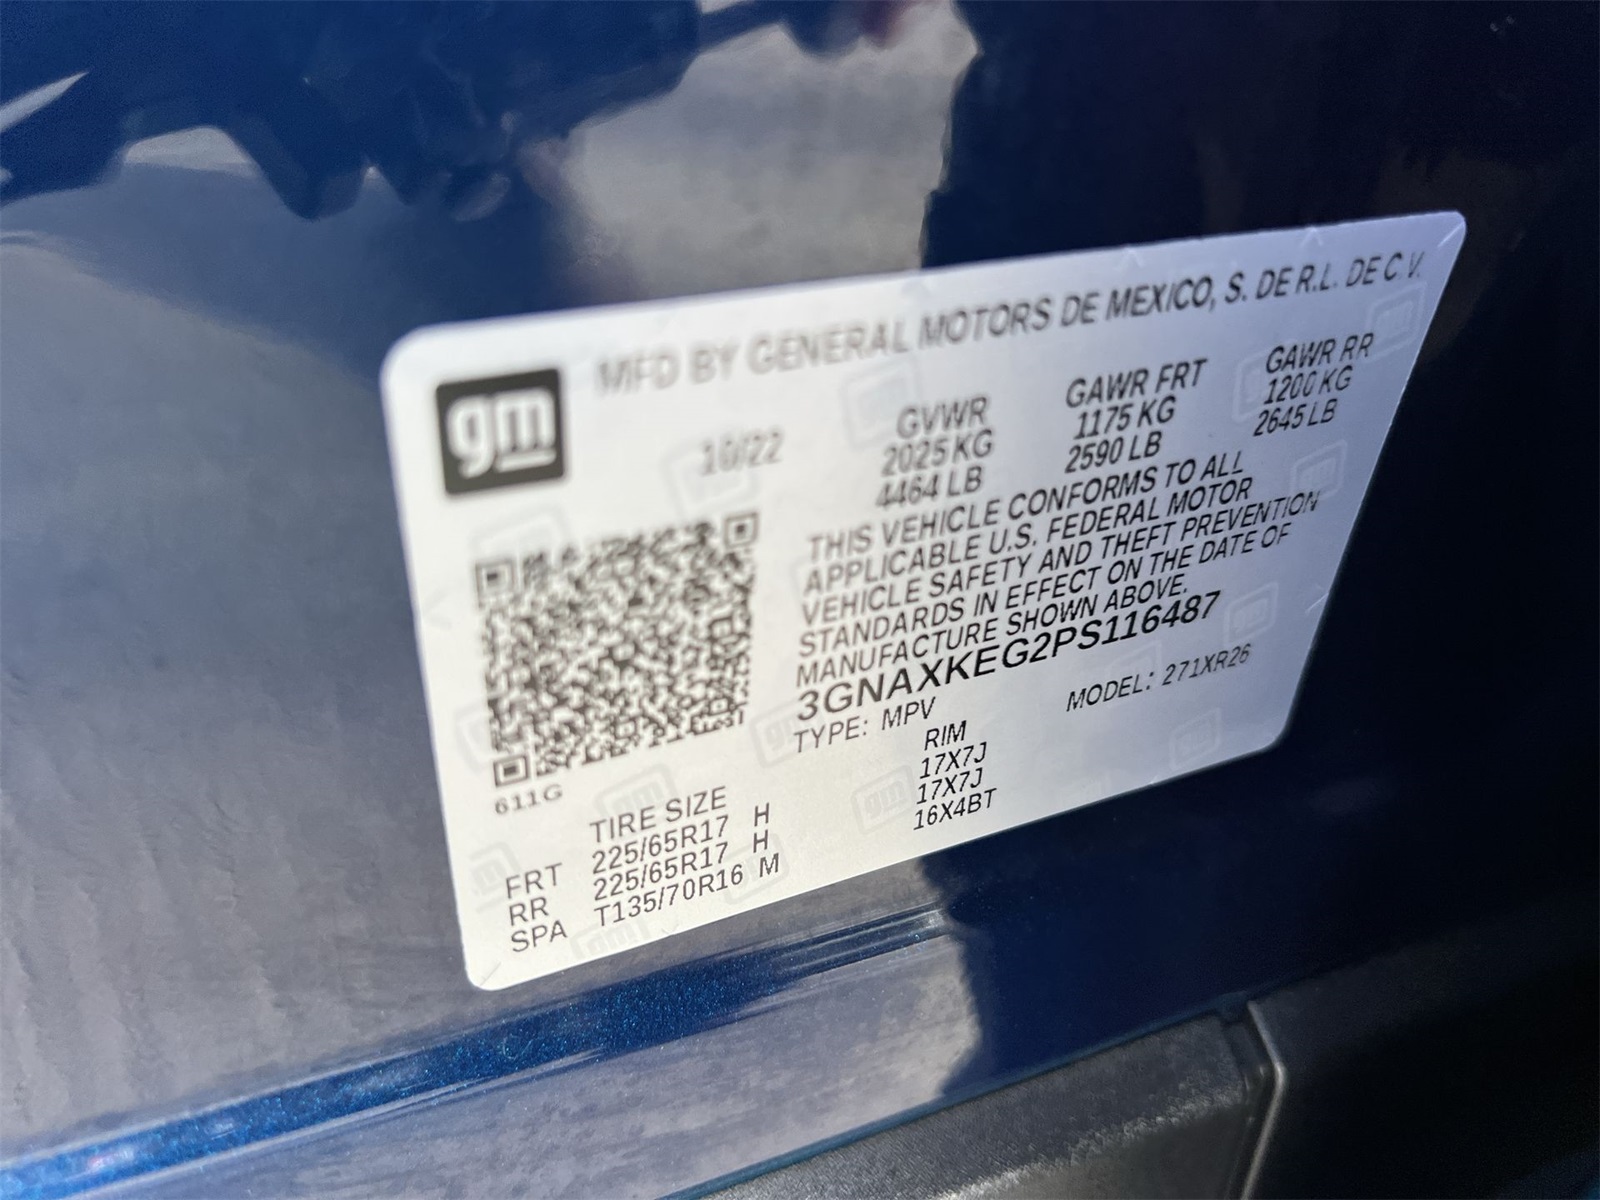 gm
MFD BY GENERAL MOTORS DE MEXICO, S. DE R.L. DE C.V.
10/22
GVWR
2025 KG
4464 LB
GAWR FRT
1175 KG
2590 LB
GAWR RR
1200 KG
2645 LB
THIS VEHICLE CONFORMS TO ALL
APPLICABLE U.S. FEDERAL MOTOR
VEHICLE SAFETY AND THEFT PREVENTION
STANDARDS IN EFFECT ON THE DATE OF
MANUFACTURE SHOWN ABOVE.
3GNAXKEG2PS116487
TYPE: MPV MODEL: 271XR26
611G
TIRE SIZE RIM
FRT 225/65R17 H 17X7J
RR 225/65R17 H 17X7J
SPA T135/70R16 M 16X4BT